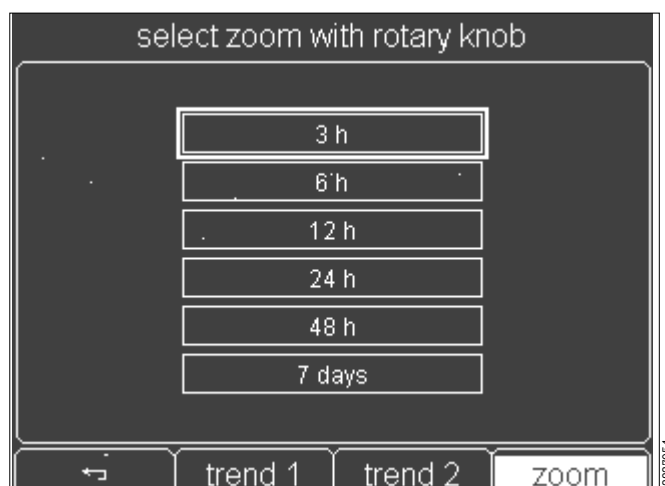 select zoom with rotary knob
3 h
6 h
12 h
24 h
48 h
7 days
trend 1
trend 2
zoom